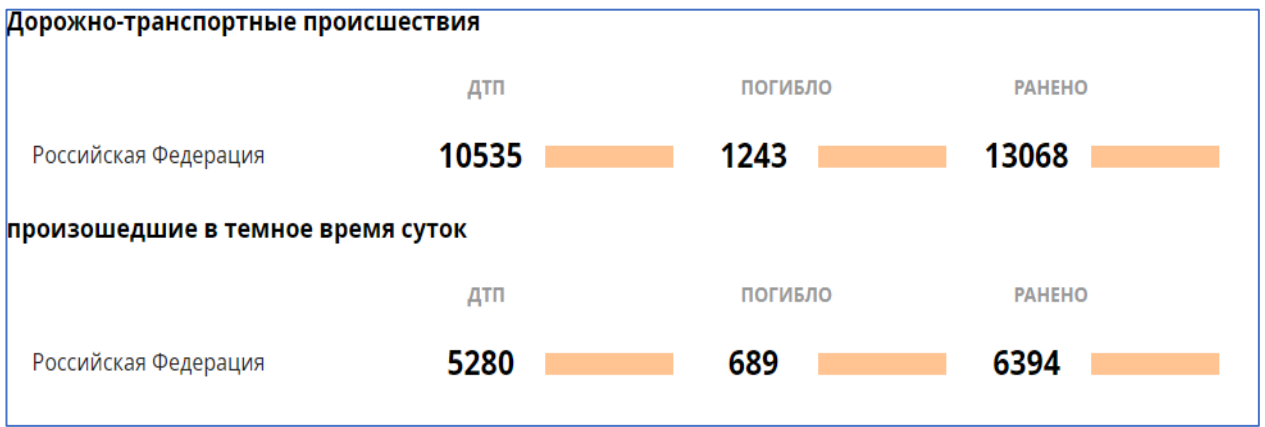 Дорожно-транспортные происшествия
ДТП ПОГИБЛО РАНЕНО
Российская Федерация 10535 1243 13068
произошедшие в темное время суток
ДТП ПОГИБЛО РАНЕНО
Российская Федерация 5280 689 6394